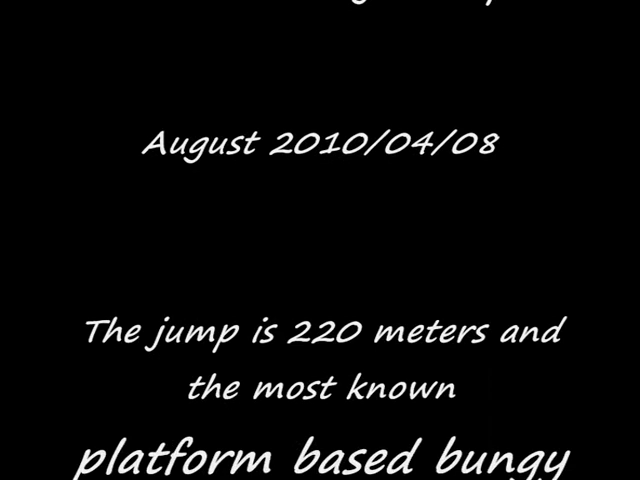 August 2010/04/08
The jump is 220 meters and
the most known
platform based bungy